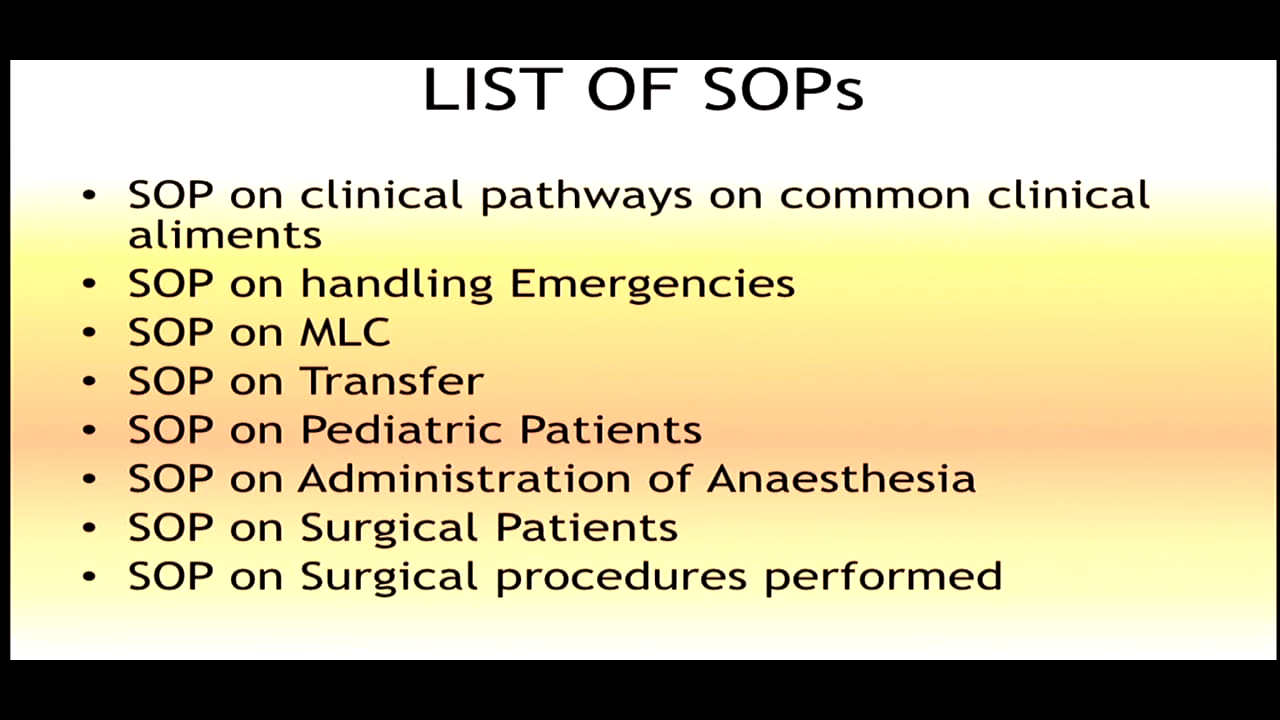 LIST OF SOPs
• SOP on clinical pathways on common clinical
aliments
• SOP on handling Emergencies
• SOP on MLC
• SOP on Transfer
• SOP on Pediatric Patients
• SOP on Administration of Anaesthesia
• SOP on Surgical Patients
• SOP on Surgical procedures performed